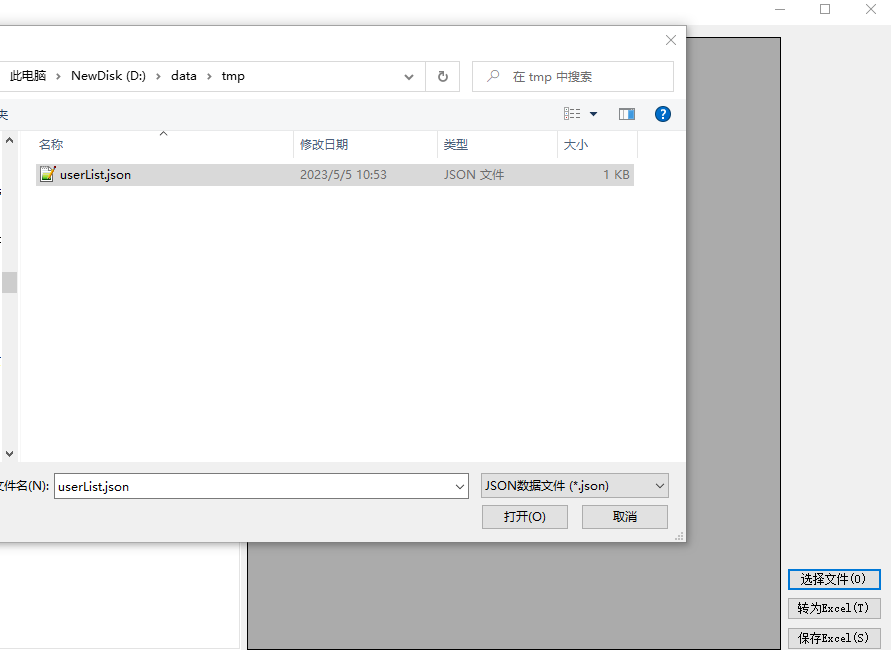 此电脑 › NewDisk (D:) › data › tmp
在 tmp 中搜索
夹
名称 修改日期 类型 大小
userList.json 2023/5/5 10:53 JSON 文件 1 KB
文件名(N): userList.json JSON数据文件 (*.json)
打开(O) 取消
选择文件(O)
转为Excel(T)
保存Excel(S)